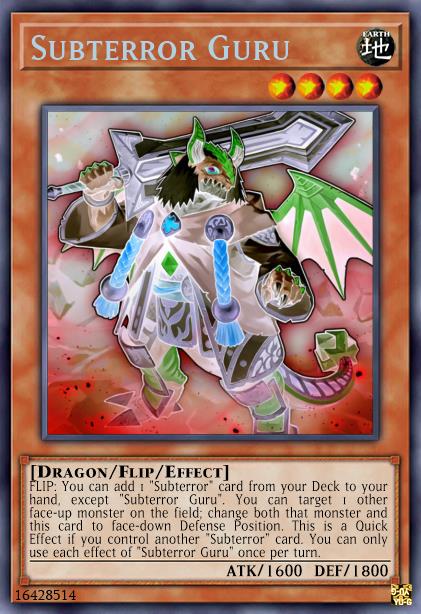 Subterror Guru
EARTH
地
[Dragon/Flip/Effect]
FLIP: You can add 1 "Subterror" card from your Deck to your
hand, except "Subterror Guru". You can target 1 other
face-up monster on the field; change both that monster and
this card to face-down Defense Position. This is a Quick
Effect if you control another "Subterror" card. You can only
use each effect of "Subterror Guru" once per turn.
ATK/1600 DEF/1800
16428514